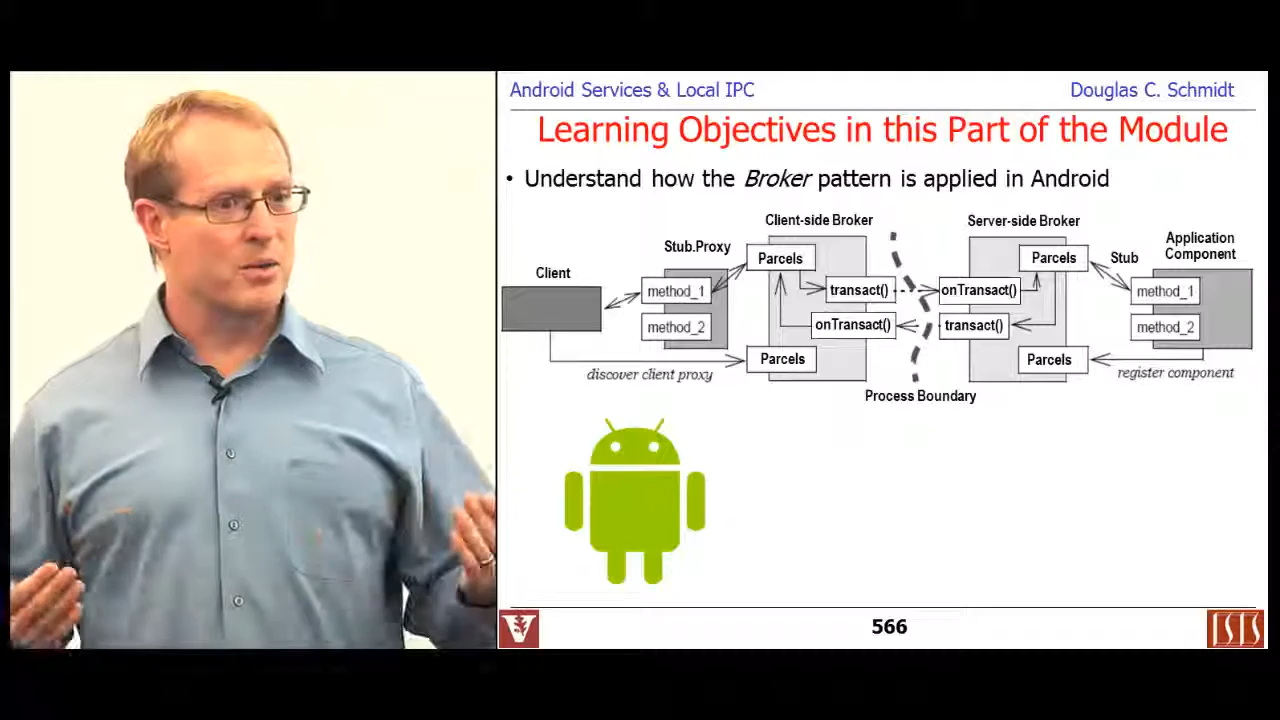 Android Services & Local IPC
Douglas C. Schmidt
Learning Objectives in this Part of the Module
• Understand how the Broker pattern is applied in Android
Client-side Broker
Server-side Broker
Stub.Proxy
Application
Component
Client
Parcels
Parcels
Stub
method_1
transact()
onTransact()
method_1
method_2
onTransact()
transact()
method_2
discover client proxy
Parcels
Parcels
register component
Process Boundary
V
566
ISIS